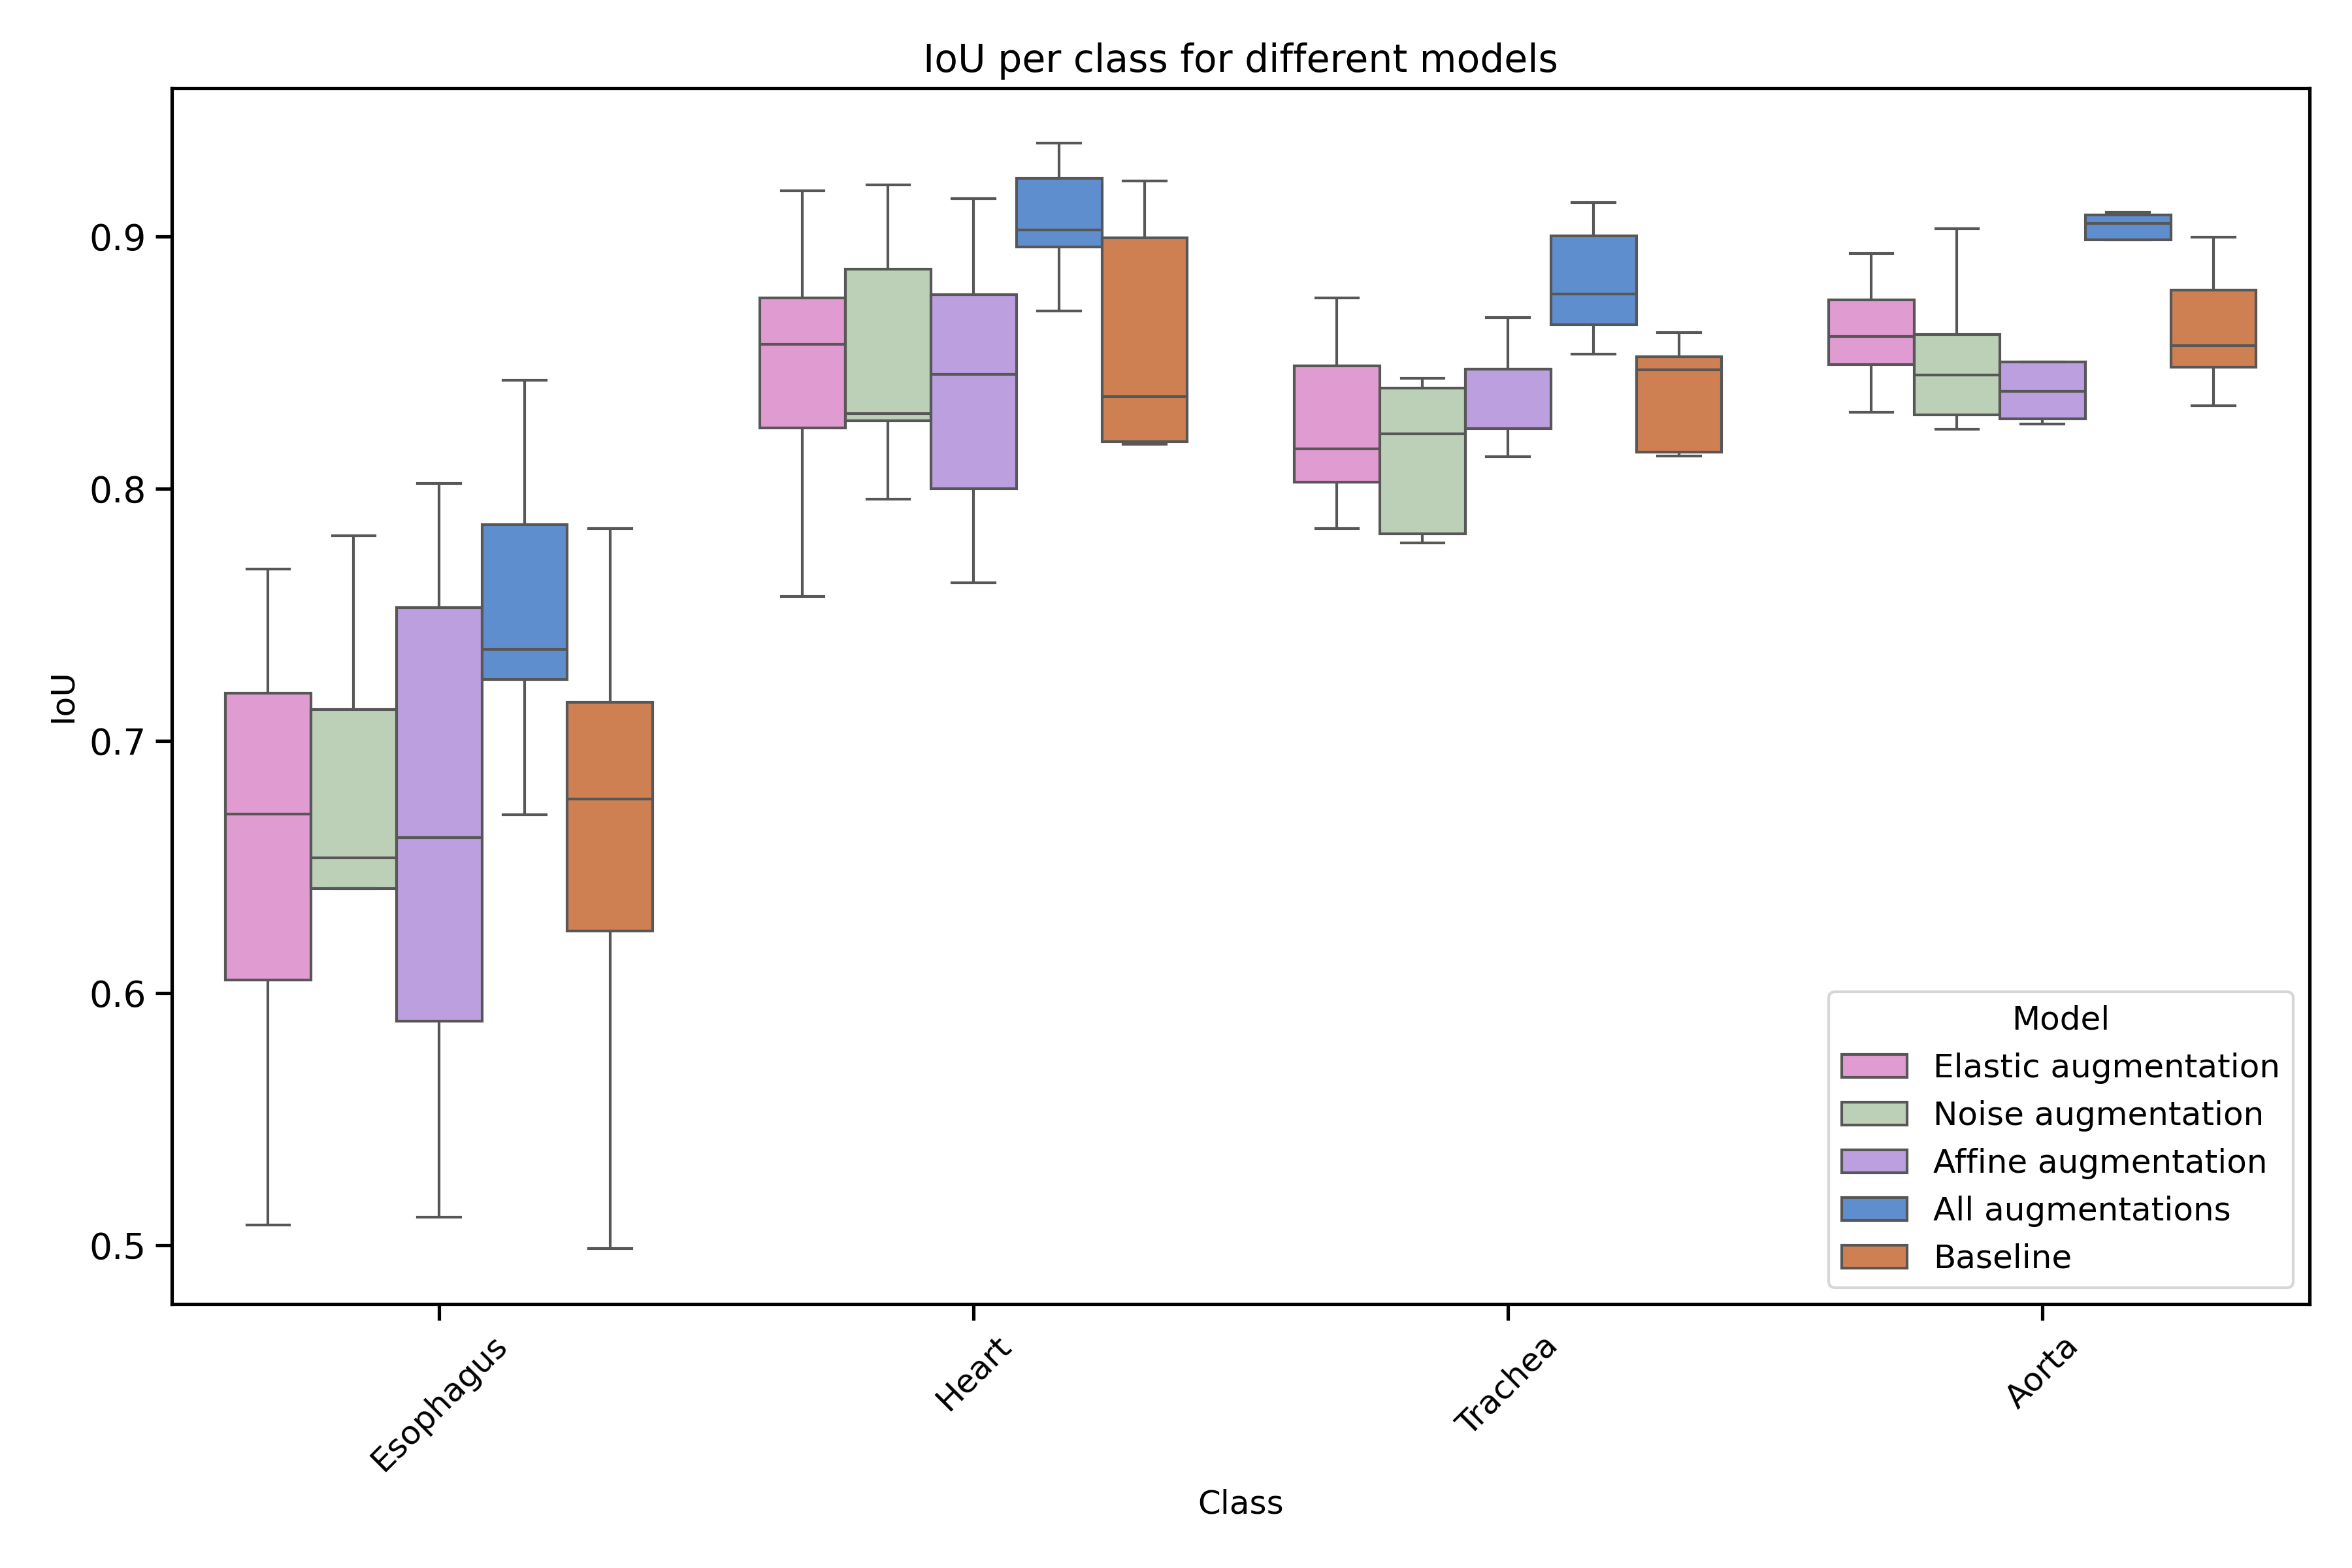 IoU per class for different models
IoU
0.9
0.8
0.7
0.6
0.5
Esophagus
Heart
Trachea
Aorta
Class
Model
Elastic augmentation
Noise augmentation
Affine augmentation
All augmentations
Baseline